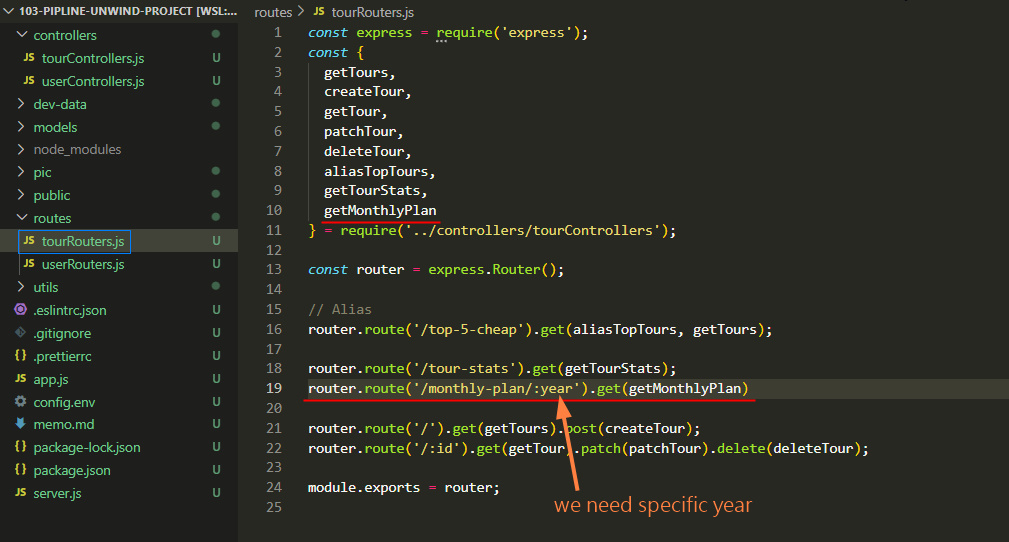 103-PIPLINE-UNWIND-PROJECT [WSL:...
controllers
JS tourControllers.js U
JS userControllers.js U
dev-data
models
node_modules
pic
public
routes
JS tourRouters.js U
JS userRouters.js U
utils
.eslintrc.json U
.gitignore U
{} .prettierrc U
JS app.js U
config.env U
memo.md U
{} package-lock.json U
{} package.json U
JS server.js U
routes > JS tourRouters.js
1 const express = require('express');
2 const {
3 getTours,
4 createTour,
5 getTour,
6 patchTour,
7 deleteTour,
8 aliasTopTours,
9 getTourStats,
10 getMonthlyPlan
11 } = require('../controllers/tourControllers');
12
13 const router = express.Router();
14
15 // Alias
16 router.route('/top-5-cheap').get(aliasTopTours, getTours);
17
18 router.route('/tour-stats').get(getTourStats);
19 router.route('/monthly-plan/:year').get(getMonthlyPlan)
20
21 router.route('/').get(getTours).post(createTour);
22 router.route('/:id').get(getTour).patch(patchTour).delete(deleteTour);
23
24 module.exports = router;
25
we need specific year